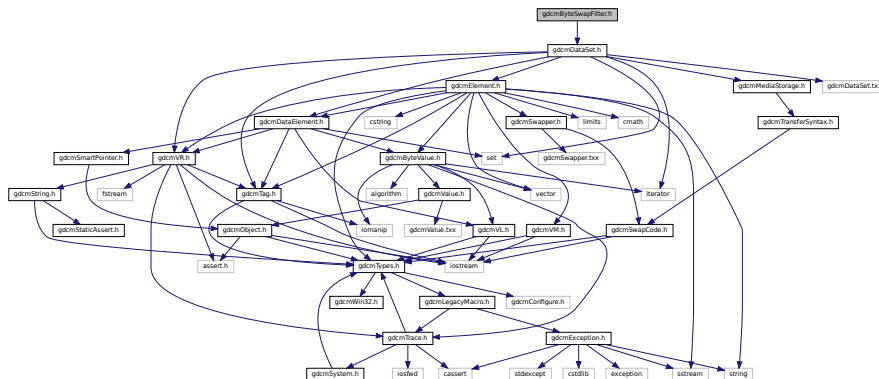 gdcmByteSwapFilter.h
gdcmDataSet.h
gdcmElement.h
gdcmMediaStorage.h
gdcmDataSet.txx
gdcmDataElement.h
cstring
gdcmSwapper.h
limits
cmath
gdcmTransferSyntax.h
gdcmSmartPointer.h
gdcmVR.h
gdcmByteValue.h
set
gdcmSwapper.txx
gdcmString.h
fstream
gdcmTag.h
algorithm
gdcmValue.h
vector
iterator
gdcmStaticAssert.h
gdcmObject.h
iomanip
gdcmValue.txx
gdcmVL.h
gdcmVM.h
gdcmSwapCode.h
assert.h
gdcmTypes.h
iostream
gdcmWin32.h
gdcmLegacyMacro.h
gdcmConfigure.h
gdcmTrace.h
gdcmException.h
gdcmSystem.h
iosfwd
cassert
stdexcept
cstdlib
exception
sstream
string